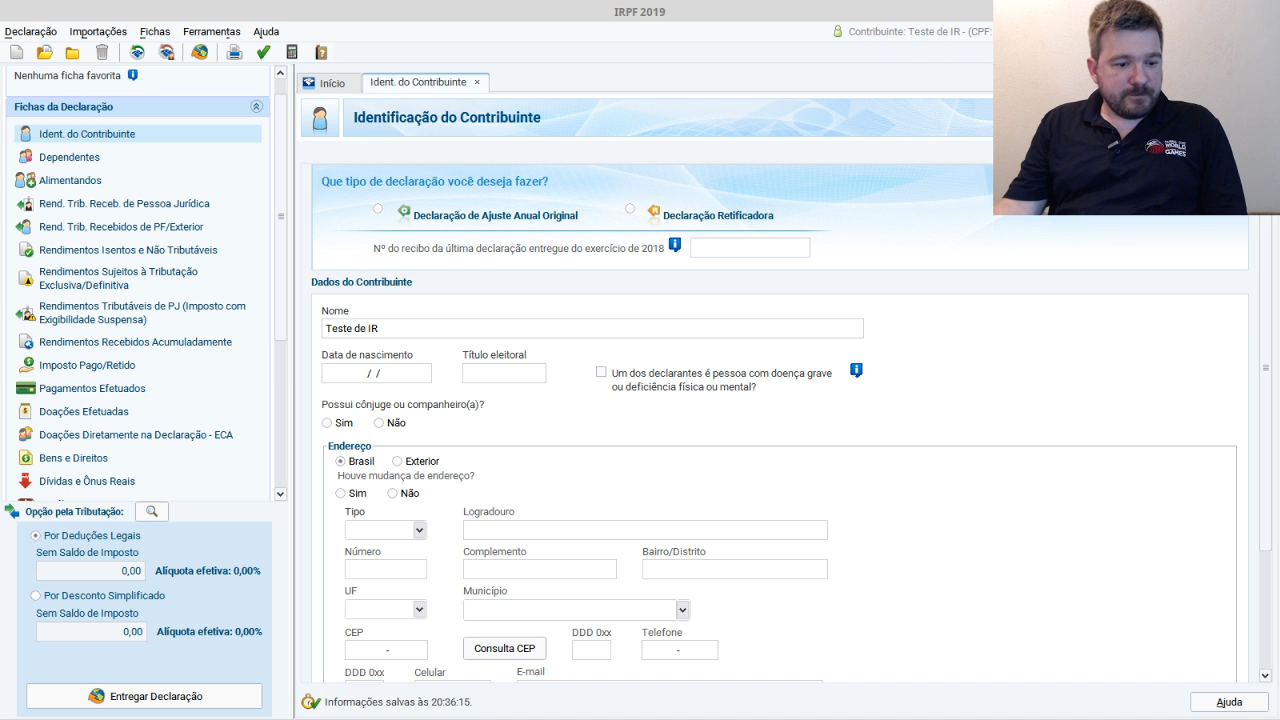 IRPF 2019
Declaração Importações Fichas Ferramentas Ajuda
Contribuinte: Teste de IR - (CPF:
Nenhuma ficha favorita
Fichas da Declaração
Ident. do Contribuinte
Dependentes
Alimentandos
Rend. Trib. Receb. de Pessoa Jurídica
Rend. Trib. Recebidos de PF/Exterior
Rendimentos Isentos e Não Tributáveis
Rendimentos Sujeitos à Tributação
Exclusiva/Definitiva
Rendimentos Tributáveis de PJ (Imposto com
Exigibilidade Suspensa)
Rendimentos Recebidos Acumuladamente
Imposto Pago/Retido
Pagamentos Efetuados
Doações Efetuadas
Doações Diretamente na Declaração - ECA
Bens e Direitos
Dívidas e Ônus Reais
Opção pela Tributação:
Por Deduções Legais
Sem Saldo de Imposto
0,00 Alíquota efetiva: 0,00%
Por Desconto Simplificado
Sem Saldo de Imposto
0,00 Alíquota efetiva: 0,00%
Entregar Declaração
Início
Ident. do Contribuinte ×
Identificação do Contribuinte
Que tipo de declaração você deseja fazer?
Declaração de Ajuste Anual Original
Declaração Retificadora
Nº do recibo da última declaração entregue do exercício de 2018
Dados do Contribuinte
Nome
Teste de IR
Data de nascimento Título eleitoral
/ /
Um dos declarantes é pessoa com doença grave
ou deficiência física ou mental?
Possui cônjuge ou companheiro(a)?
Sim Não
Endereço
Brasil Exterior
Houve mudança de endereço?
Sim Não
Tipo Logradouro
Número Complemento Bairro/Distrito
UF Município
CEP DDD 0xx Telefone
- Consulta CEP -
DDD 0xx Celular E-mail
Informações salvas às 20:36:15.
Ajuda
WORLD
GAMES